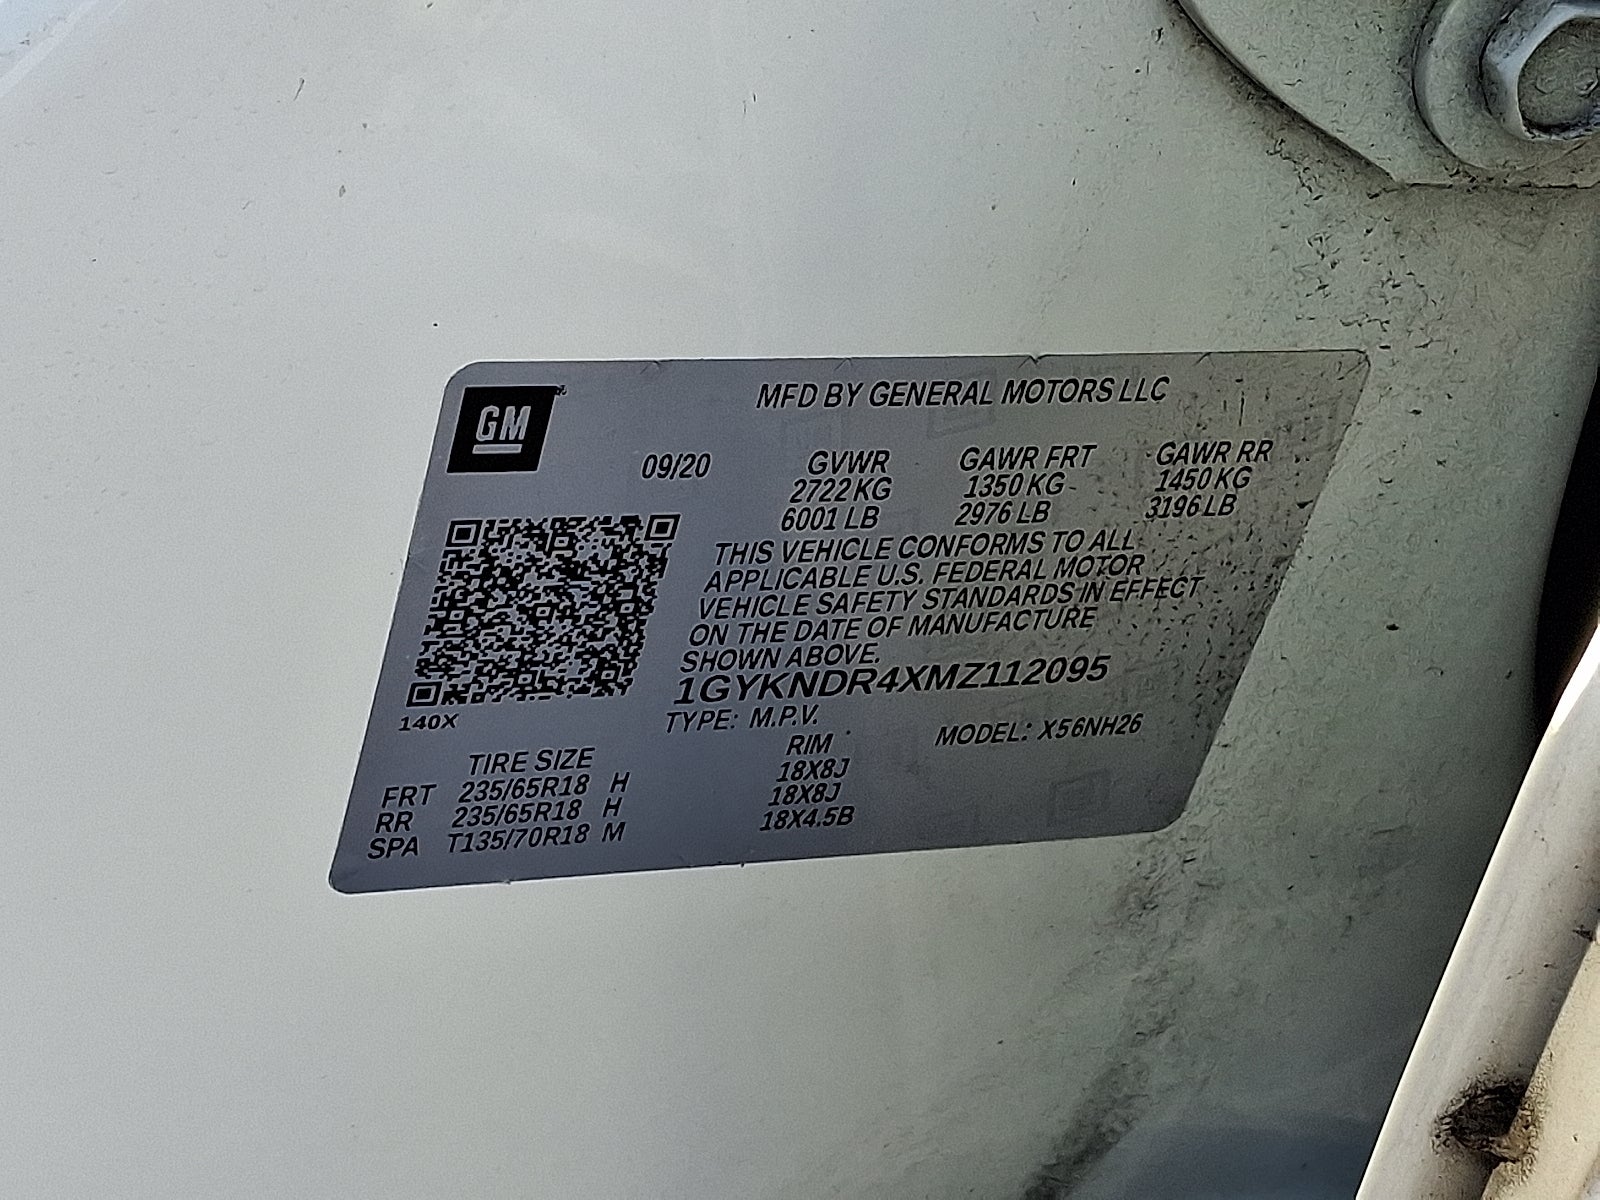 GM
MFD BY GENERAL MOTORS LLC
09/20 GVWR GAWR FRT GAWR RR
2722 KG 1350 KG 1450 KG
6001 LB 2976 LB 3196 LB
THIS VEHICLE CONFORMS TO ALL
APPLICABLE U.S. FEDERAL MOTOR
VEHICLE SAFETY STANDARDS IN EFFECT
ON THE DATE OF MANUFACTURE
SHOWN ABOVE.
1GYKNDR4XMZ112095
140X
TYPE: M.P.V. MODEL: X56NH26
TIRE SIZE RIM
FRT 235/65R18 H 18X8J
RR 235/65R18 H 18X8J
SPA T135/70R18 M 18X4.5B